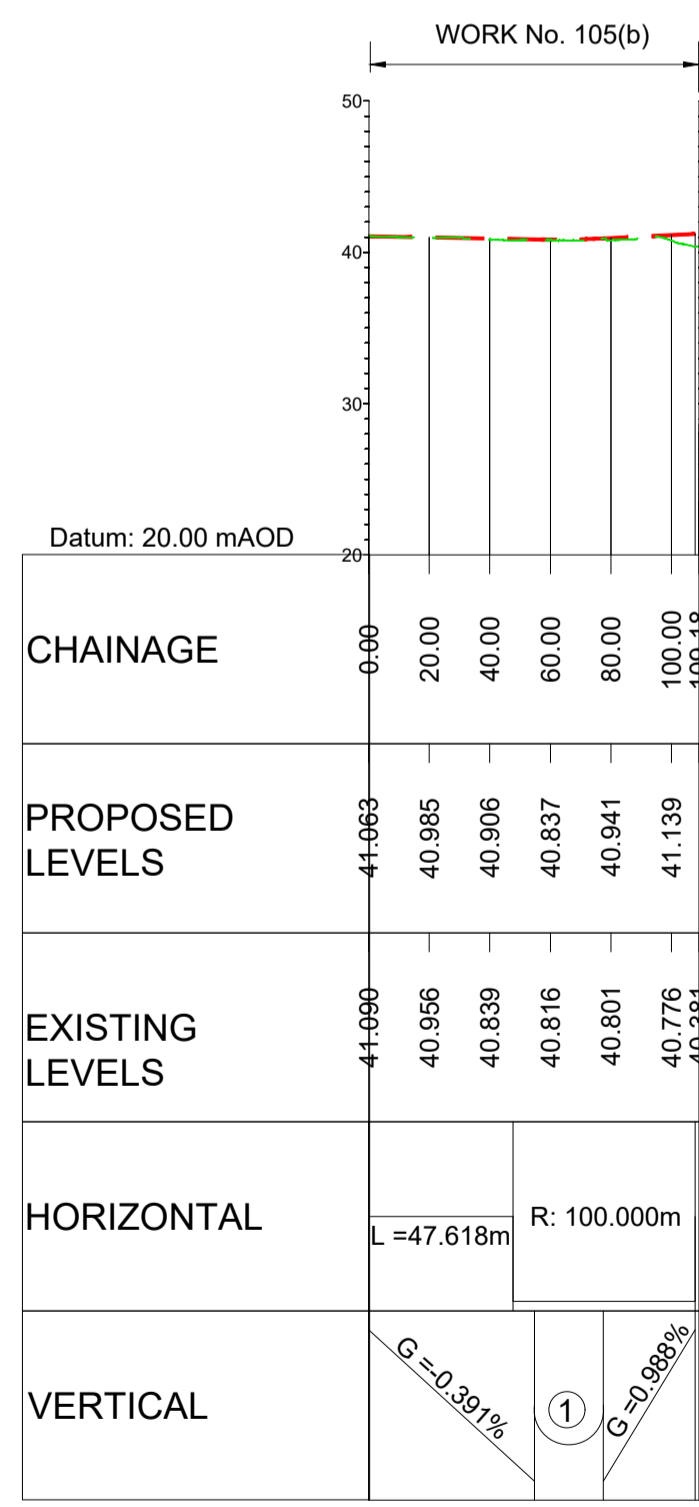 WORK No. 105(b)
50
40
30
20
Datum: 20.00 mAOD
CHAINAGE
0.00 20.00 40.00 60.00 80.00 100.00
PROPOSED
LEVELS
41.063 40.985 40.906 40.837 40.941 41.139
EXISTING
LEVELS
41.090 40.956 40.839 40.816 40.801 40.776
HORIZONTAL
L =47.618m
R: 100.000m
VERTICAL
G =-0.391%
1
G =0.988%